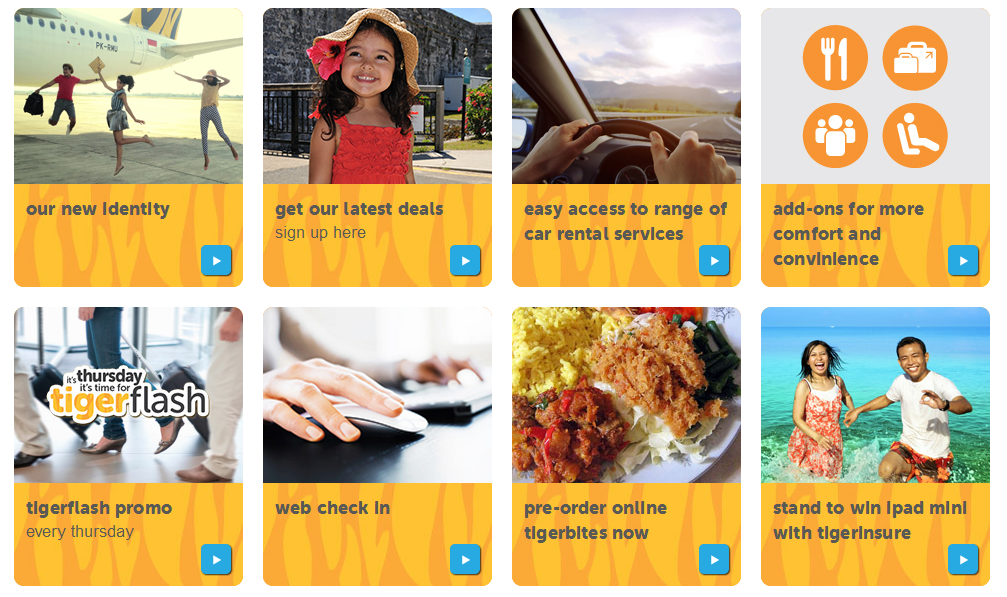 PK-RMU
our new identity
get our latest deals
sign up here
easy access to range of
car rental services
add-ons for more
comfort and
convinience
it's thursday
it's time for
tigerflash
tigerflash promo
every thursday
web check in
pre-order online
tigerbites now
stand to win ipad mini
with tigerinsure